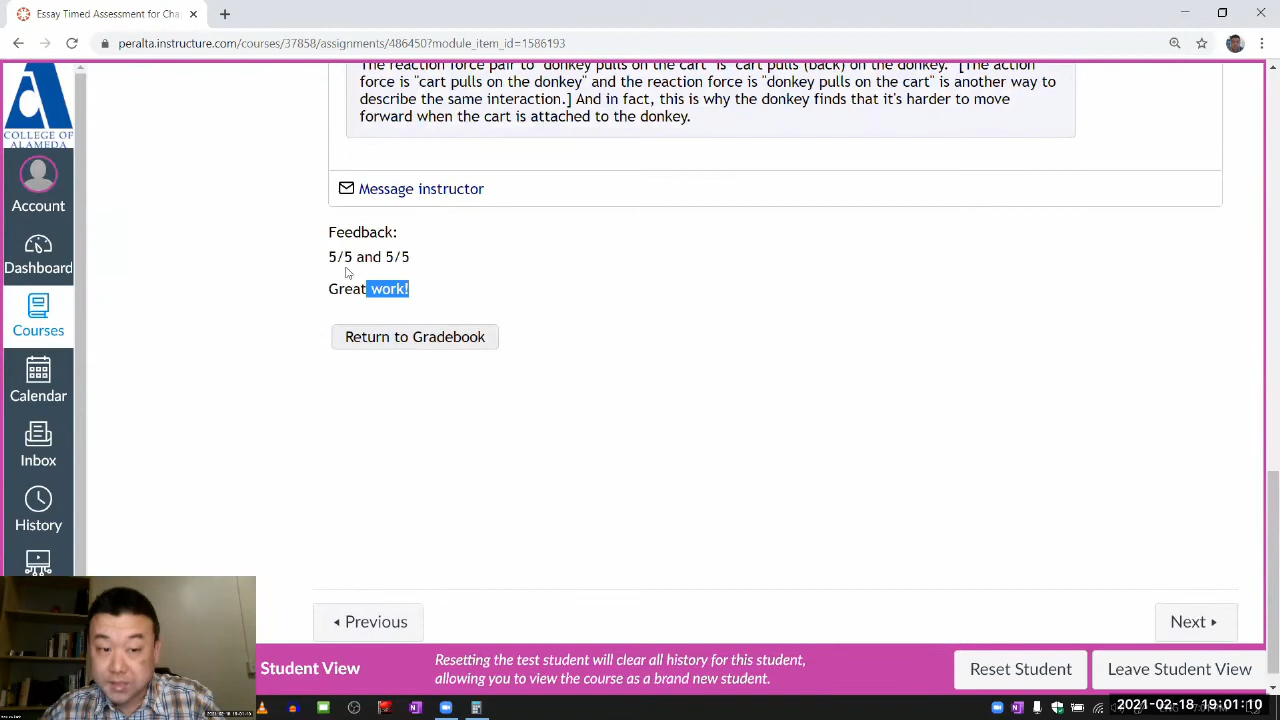 Essay Timed Assessment for Cha
peralta.instructure.com/courses/37858/assignments/486450?module_item_id=1586193
COLLEGE OF
ALAMEDA
Account
Dashboard
Courses
Calendar
Inbox
History
The reaction force pair to "donkey pulls on the cart" is "cart pulls (back) on the donkey." [The action
force is "cart pulls on the donkey" and the reaction force is "donkey pulls on the cart" is another way to
describe the same interaction.] And in fact, this is why the donkey finds that it's harder to move
forward when the cart is attached to the donkey.
Message instructor
Feedback:
5/5 and 5/5
Great work!
Return to Gradebook
Previous
Next
Student View
Resetting the test student will clear all history for this student,
allowing you to view the course as a brand new student.
Reset Student
Leave Student View
2021-02-18 19:01:10
2021-02-18 19:01:10